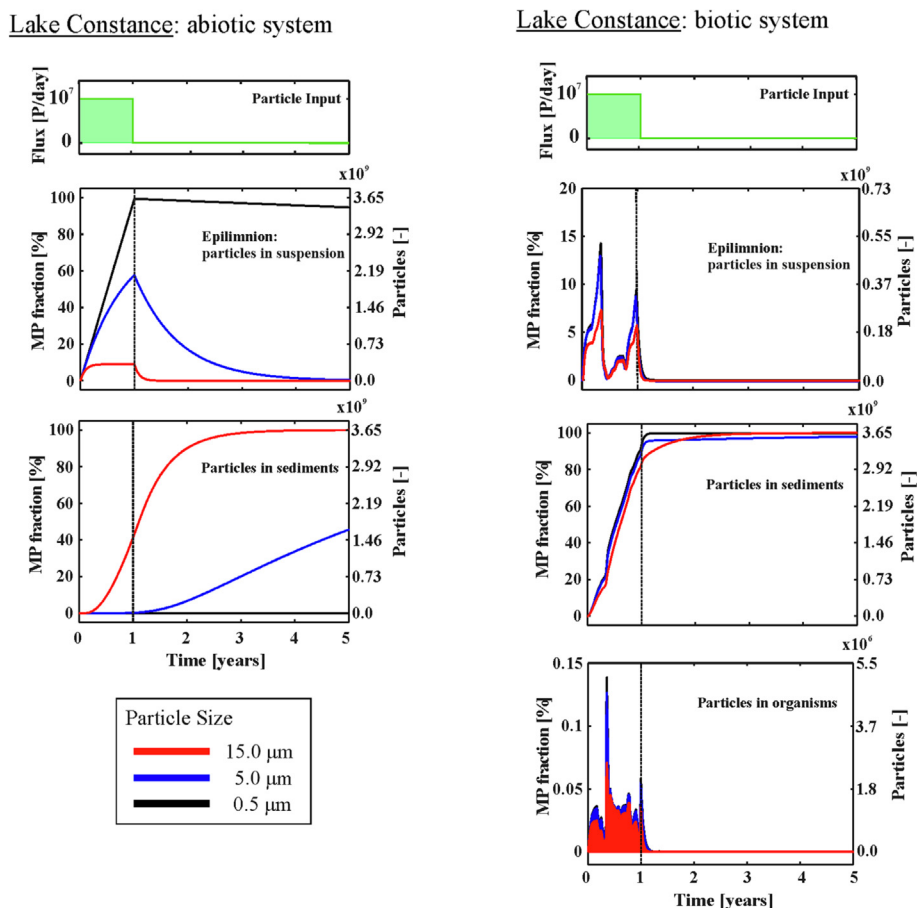 Lake Constance: abiotic system
Flux [P/day]
10⁷
0
Particle Input
x10⁹
MP fraction [%]
100
80
60
40
20
0
Epilimnion:
particles in suspension
3.65
2.92
2.19
1.46
0.73
0.0
Particles [-]
x10⁹
MP fraction [%]
100
80
60
40
20
0
Particles in sediments
3.65
2.92
2.19
1.46
0.73
0.0
Particles [-]
0 1 2 3 4 5
Time [years]
Particle Size
15.0 µm
5.0 µm
0.5 µm
Lake Constance: biotic system
Flux [P/day]
10⁷
0
Particle Input
x10⁹
MP fraction [%]
20
15
10
5
0
Epilimnion:
particles in suspension
0.73
0.55
0.47
0.18
0.0
Particles [-]
x10⁹
MP fraction [%]
100
80
60
40
20
0
Particles in sediments
3.65
2.92
2.19
1.46
0.73
0.0
Particles [-]
x10⁶
MP fraction [%]
0.15
0.1
0.05
0
Particles in organisms
5.5
3.7
1.8
0.0
Particles [-]
0 1 2 3 4 5
Time [years]